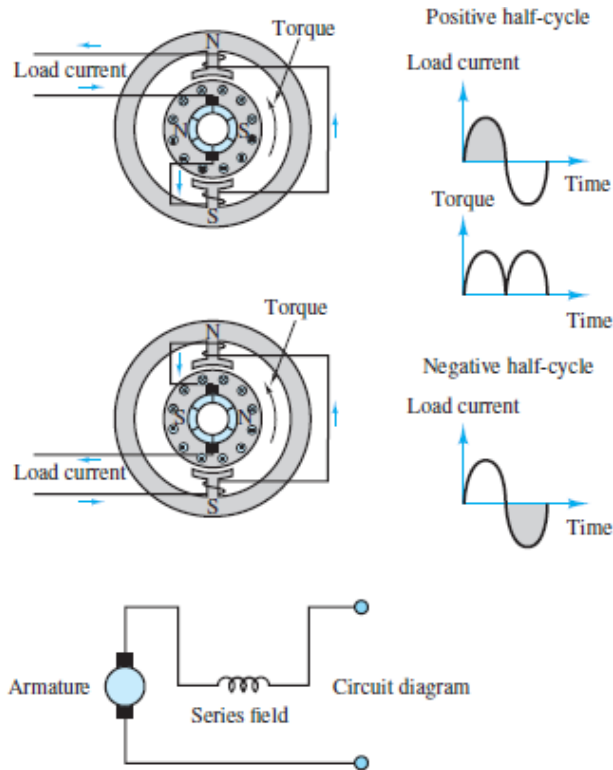 Positive half-cycle
Torque
N
Load current
Load current
N
S
Time
Torque
S
Time
Torque
Negative half-cycle
N
Load current
S
N
Load current
S
Time
Armature
Series field
Circuit diagram